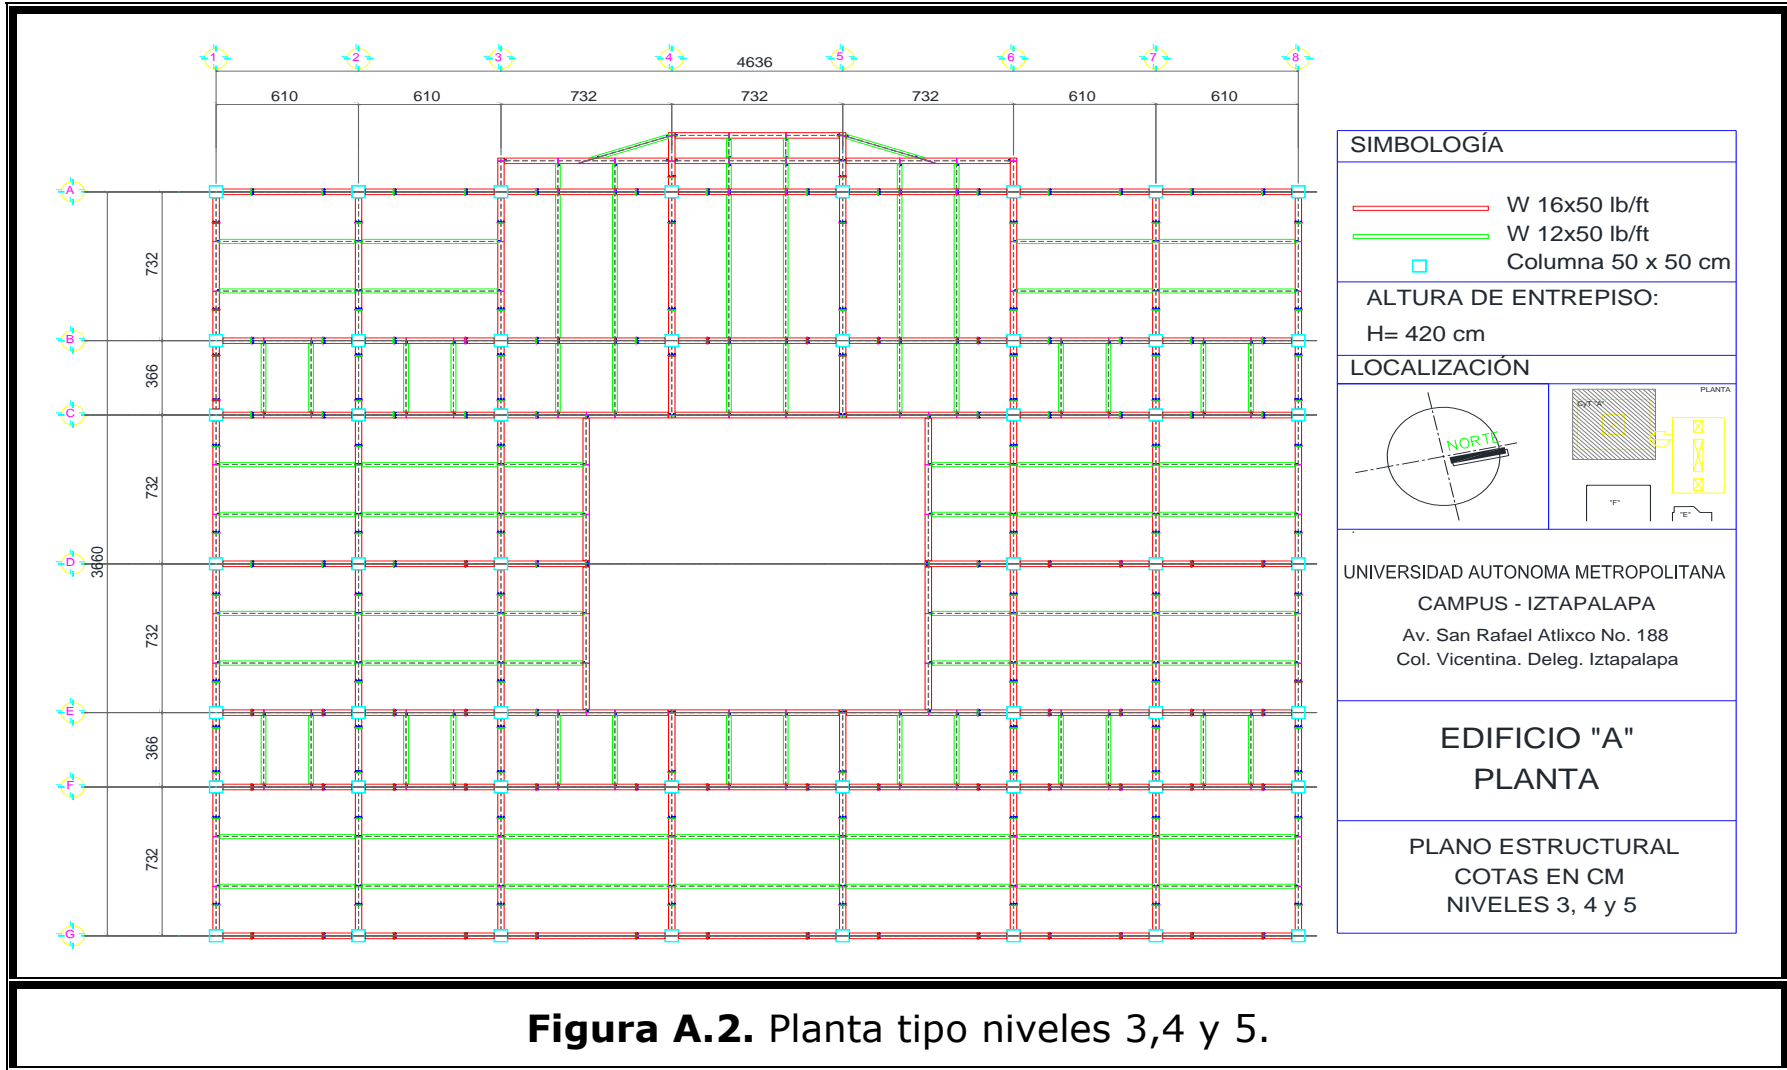 1 2 3 4 5 6 7 8
4636
610 610 732 732 732 610 610
A
732
B
366
C
732
D
3660
732
E
366
F
732
G
SIMBOLOGÍA
W 16x50 lb/ft
W 12x50 lb/ft
Columna 50 x 50 cm
ALTURA DE ENTREPISO:
H= 420 cm
LOCALIZACIÓN
NORTE
PLANTA
CyT "A"
"F"
"E"
UNIVERSIDAD AUTONOMA METROPOLITANA
CAMPUS - IZTAPALAPA
Av. San Rafael Atlixco No. 188
Col. Vicentina. Deleg. Iztapalapa
EDIFICIO "A"
PLANTA
PLANO ESTRUCTURAL
COTAS EN CM
NIVELES 3, 4 y 5
Figura A.2. Planta tipo niveles 3,4 y 5.